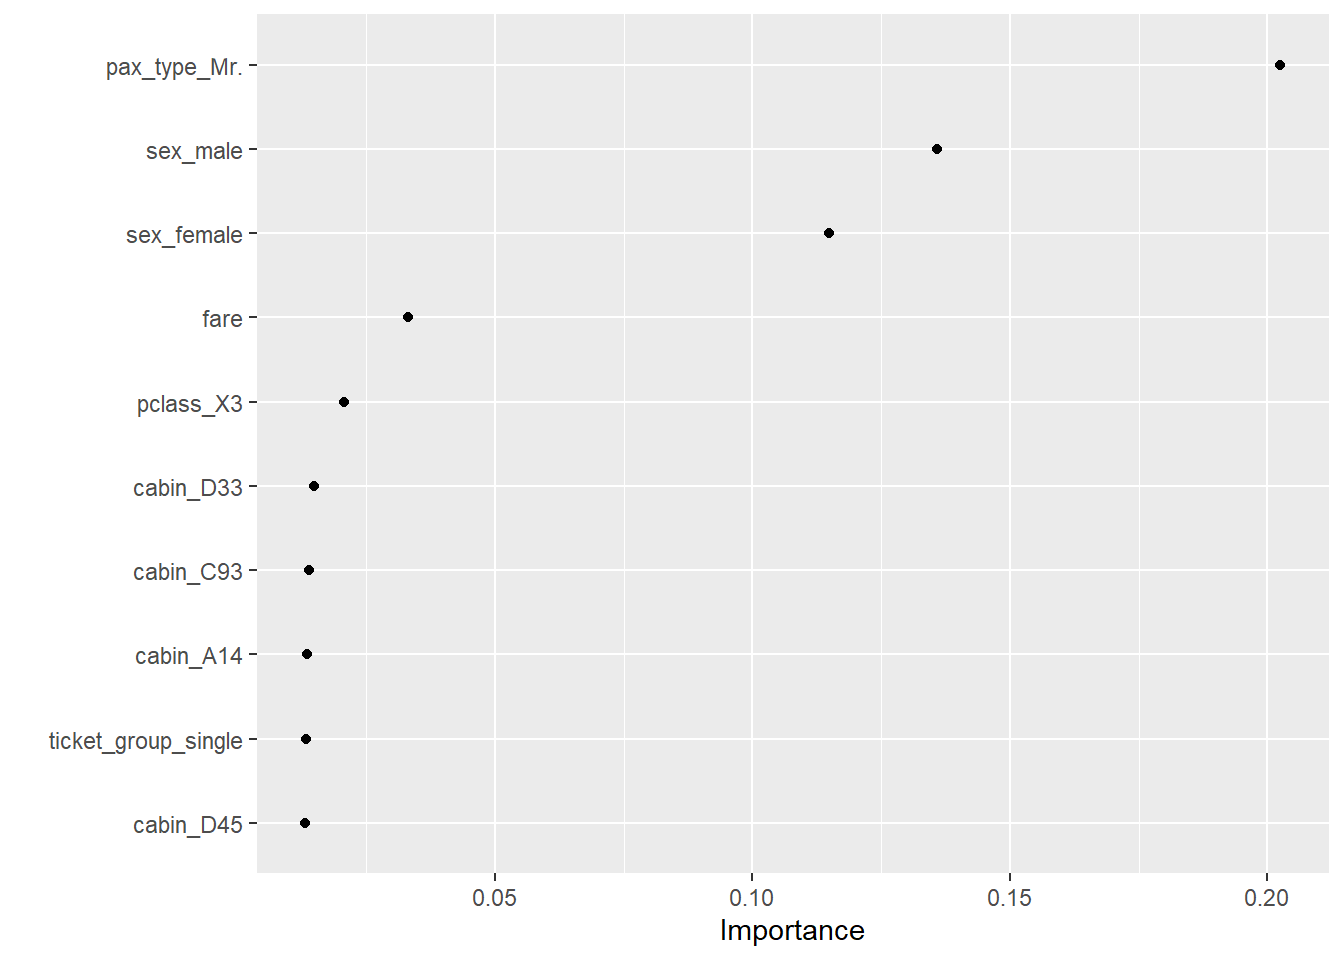 pax_type_Mr.
sex_male
sex_female
fare
pclass_X3
cabin_D33
cabin_C93
cabin_A14
ticket_group_single
cabin_D45
0.05 0.10 0.15 0.20
Importance